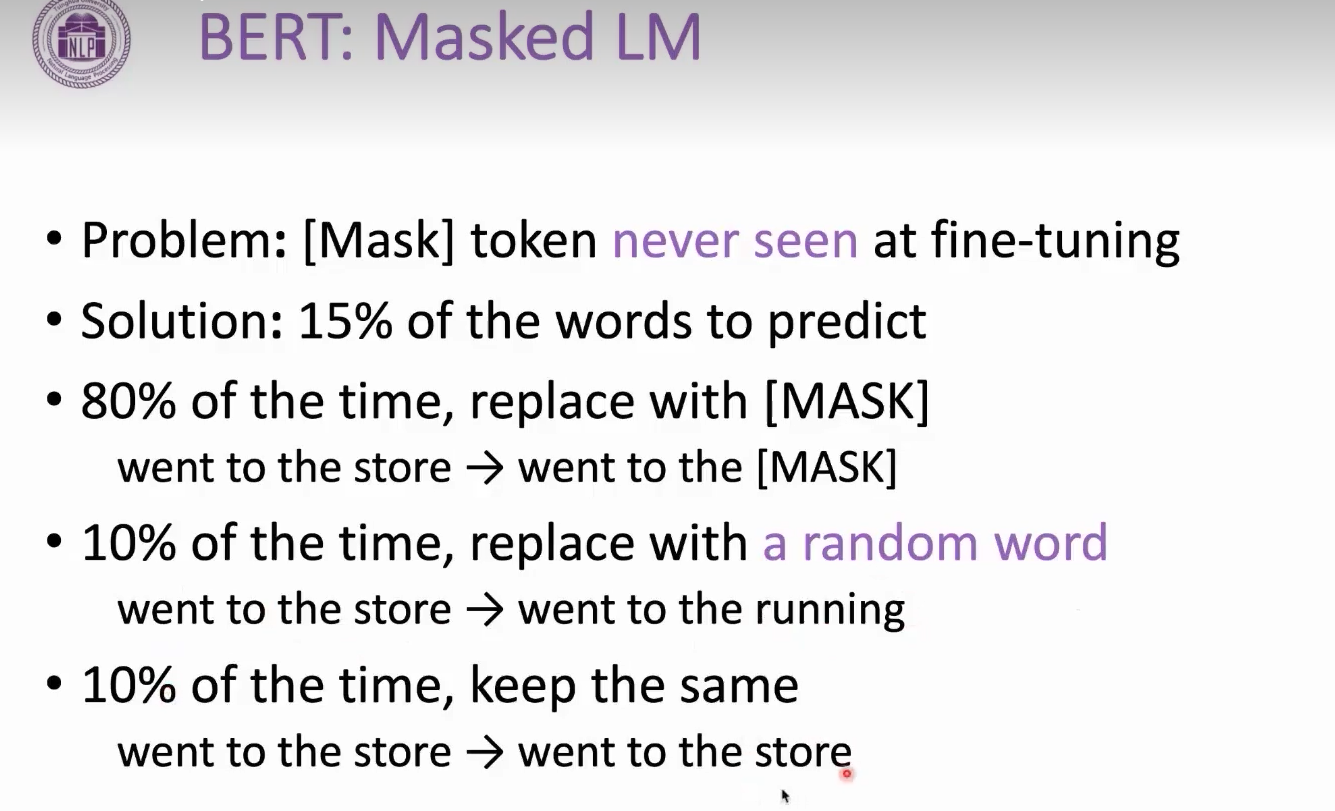 BERT: Masked LM
NLP
Natural Language Processing
• Problem: [Mask] token never seen at fine-tuning
• Solution: 15% of the words to predict
• 80% of the time, replace with [MASK]
went to the store → went to the [MASK]
• 10% of the time, replace with a random word
went to the store → went to the running
• 10% of the time, keep the same
went to the store → went to the store